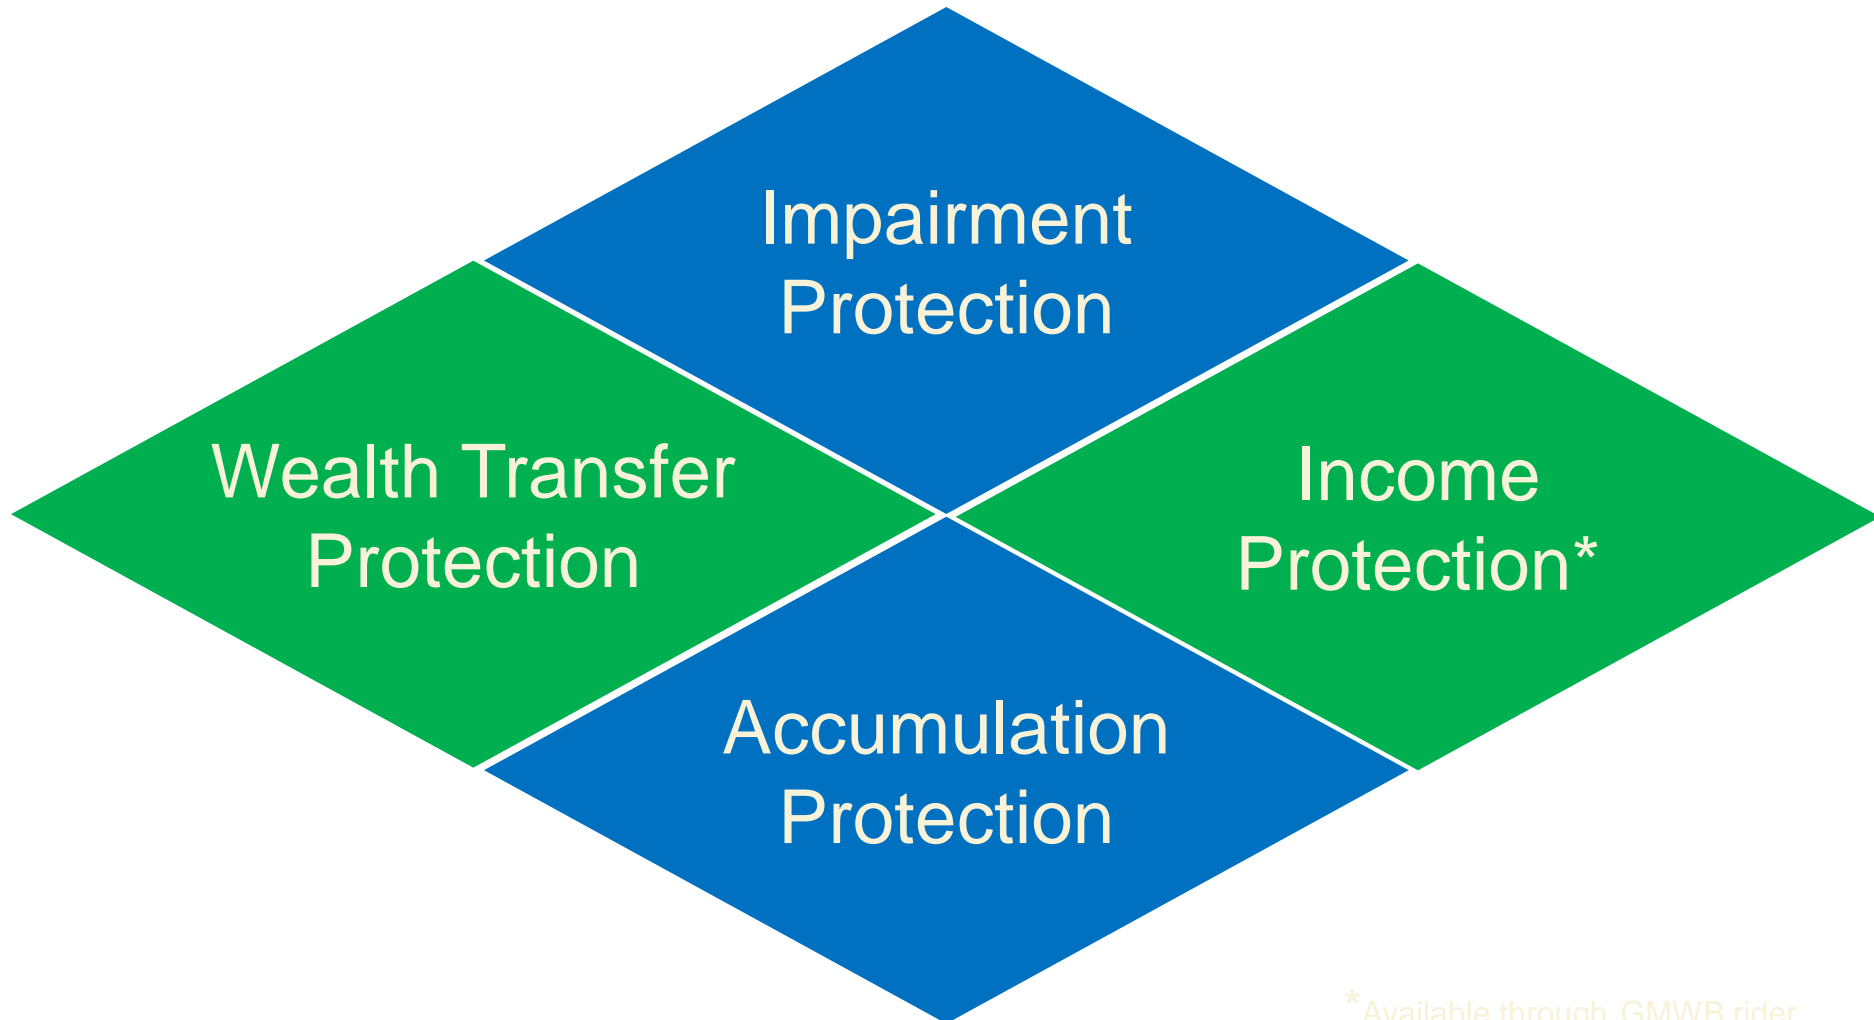 Impairment
Protection
Wealth Transfer
Protection
Income
Protection*
Accumulation
Protection
*Available through GMWB rider